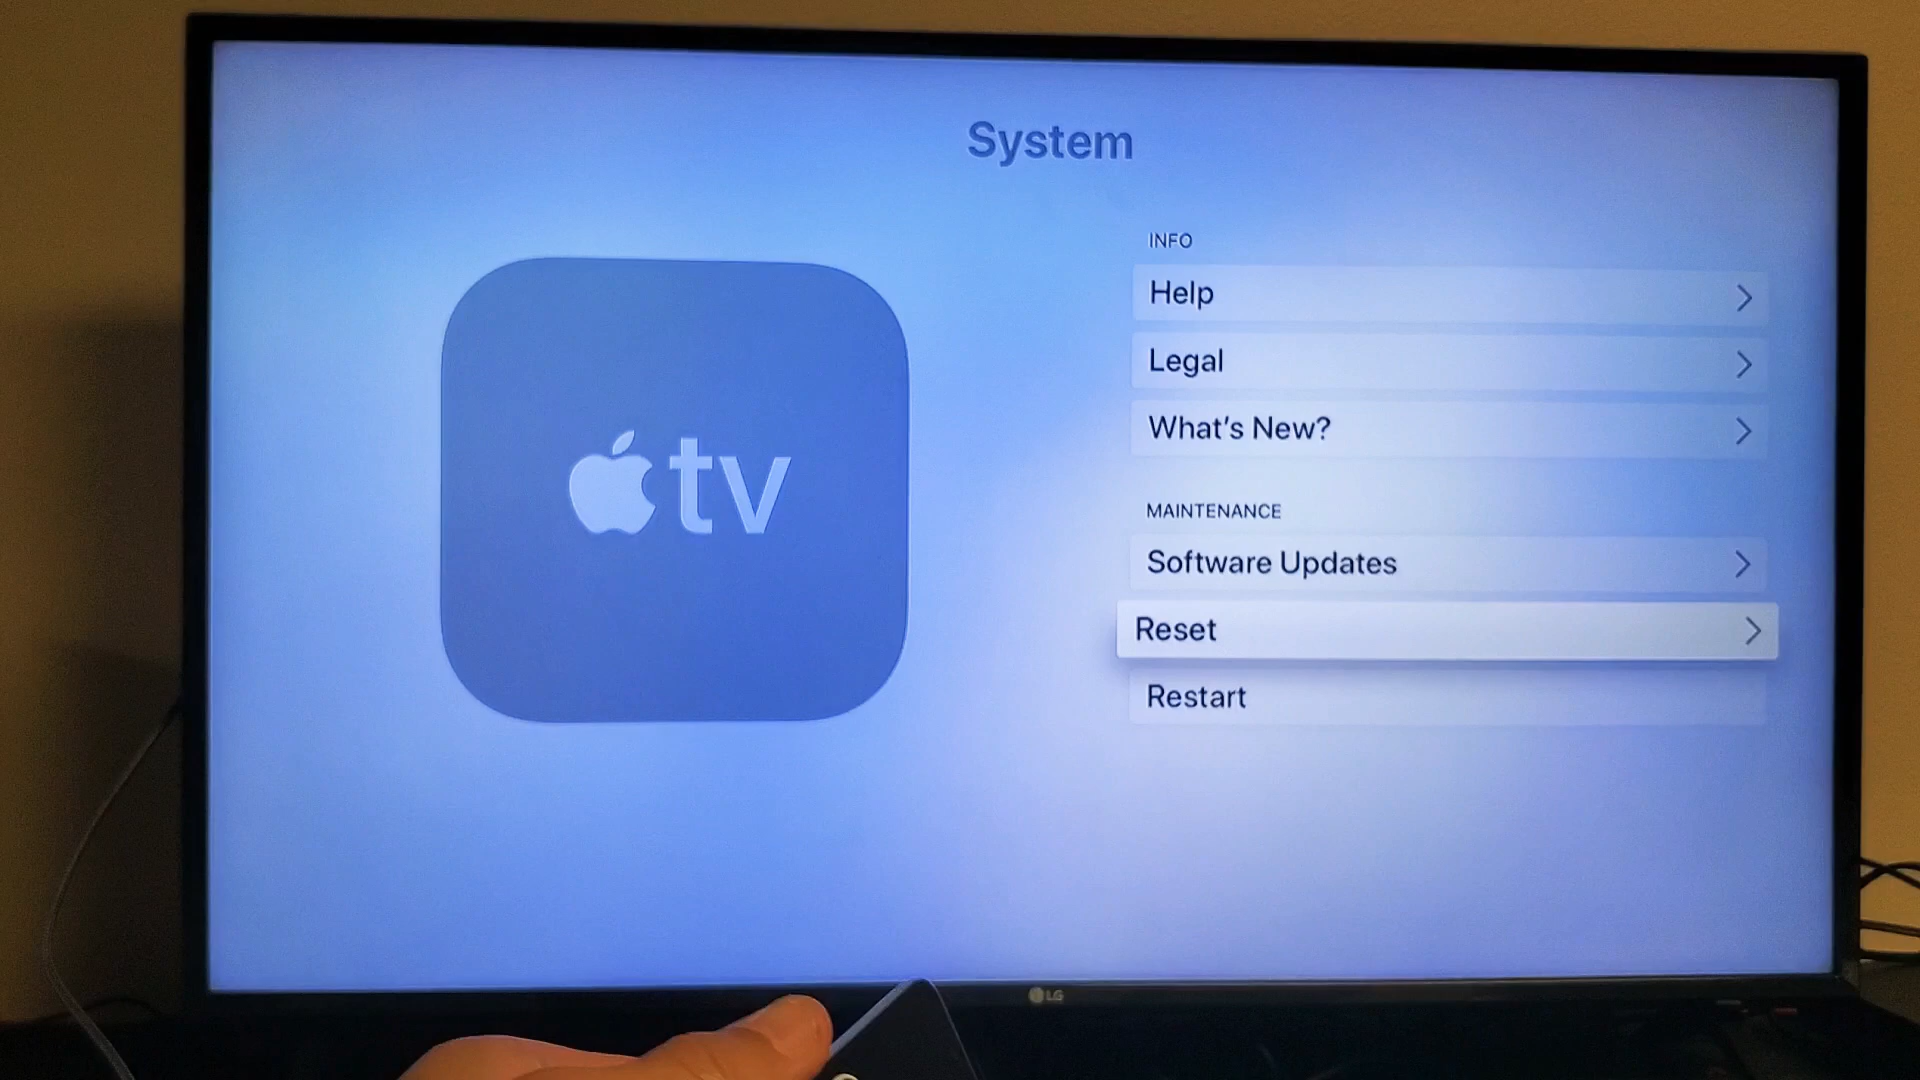 System
INFO
Help
Legal
What's New?
MAINTENANCE
Software Updates
Reset
Restart
tv
LG